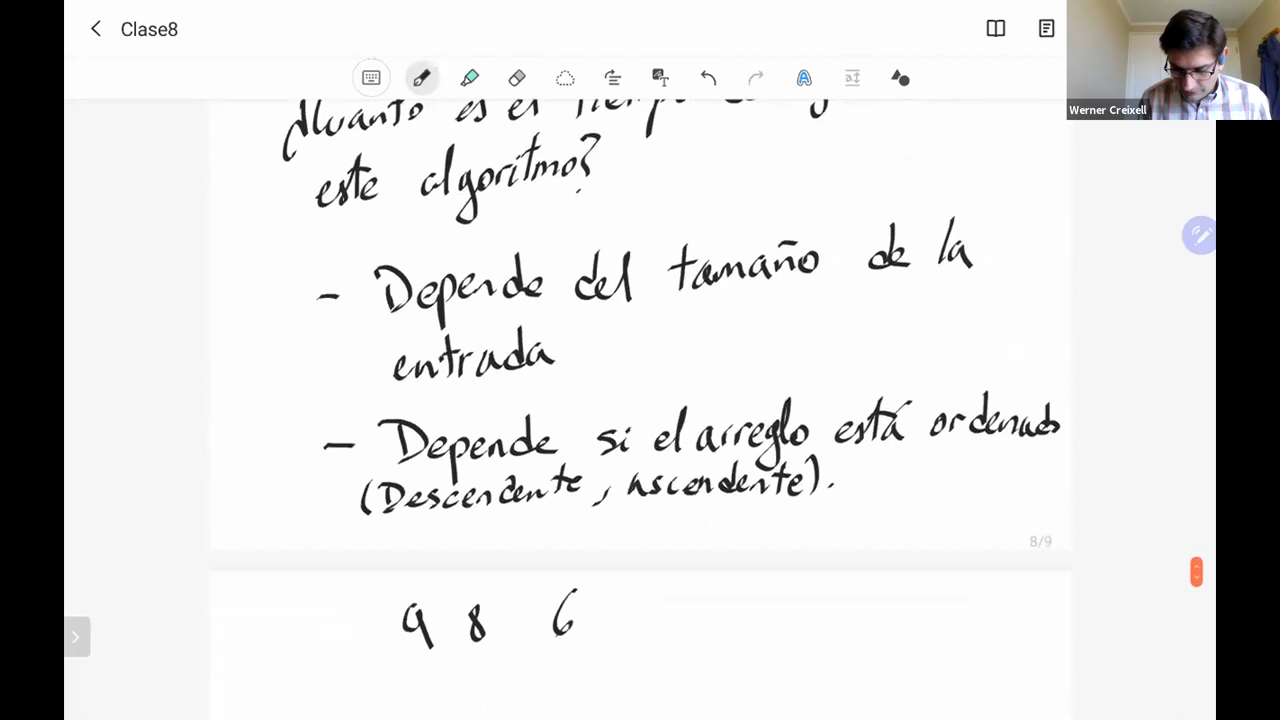 Clase8
Werner Creixell
¿Cuanto es el
este algoritmo?
- Depende del tamaño de la
entrada
- Depende si el arreglo está ordenado
(Descendente, ascendente).
8/9
9 8 6